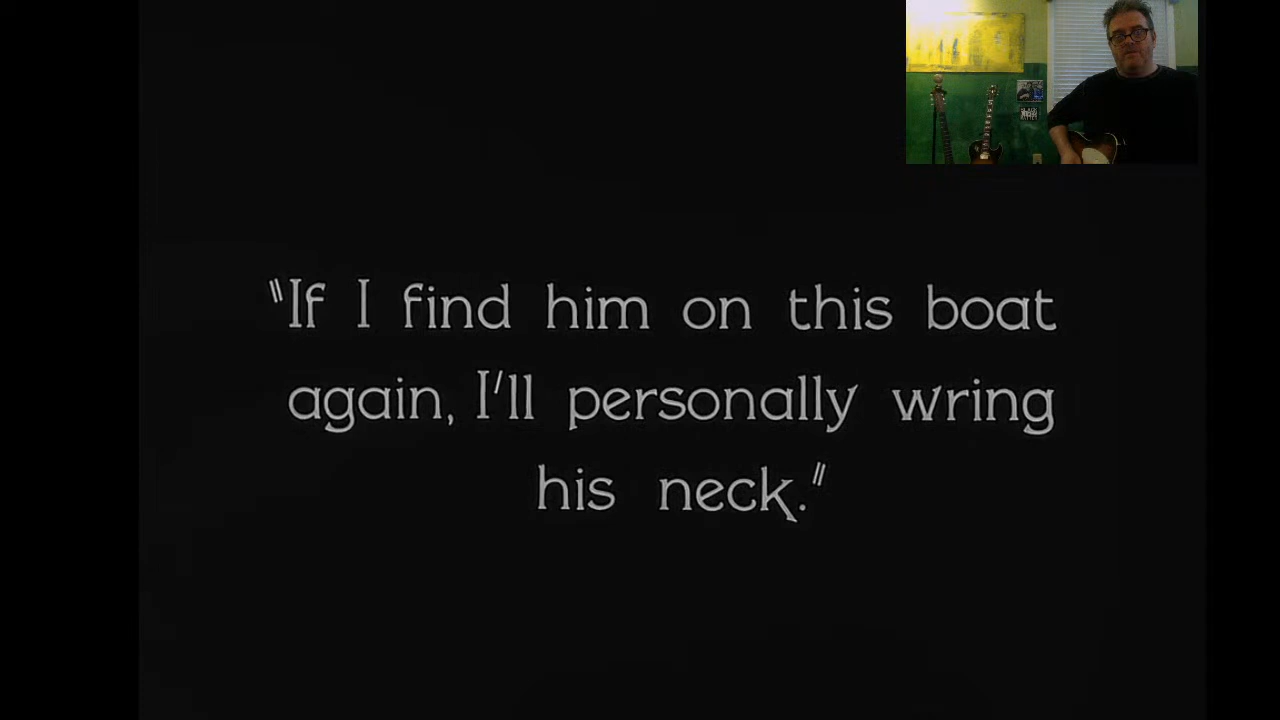 "If I find him on this boat
again, I'll personally wring
his neck."